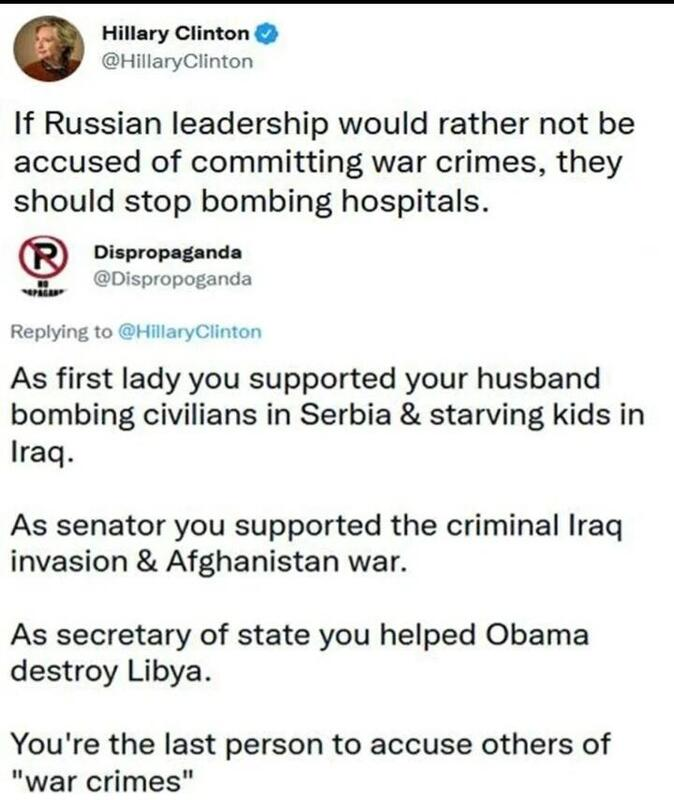 Hillary Clinton
@HillaryClinton
If Russian leadership would rather not be
accused of committing war crimes, they
should stop bombing hospitals.
P
NO
Dispropaganda
@Dispropoganda
Replying to @HillaryClinton
As first lady you supported your husband
bombing civilians in Serbia & starving kids in
Iraq.
As senator you supported the criminal Iraq
invasion & Afghanistan war.
As secretary of state you helped Obama
destroy Libya.
You're the last person to accuse others of
"war crimes"